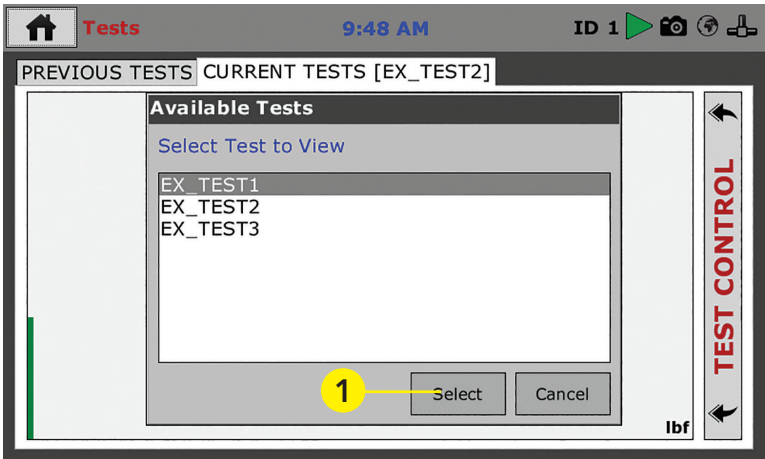 Tests 9:48 AM ID 1
PREVIOUS TESTS CURRENT TESTS [EX_TEST2]
Available Tests
Select Test to View
EX_TEST1
EX_TEST2
EX_TEST3
1
Select Cancel
lbf
TEST CONTROL